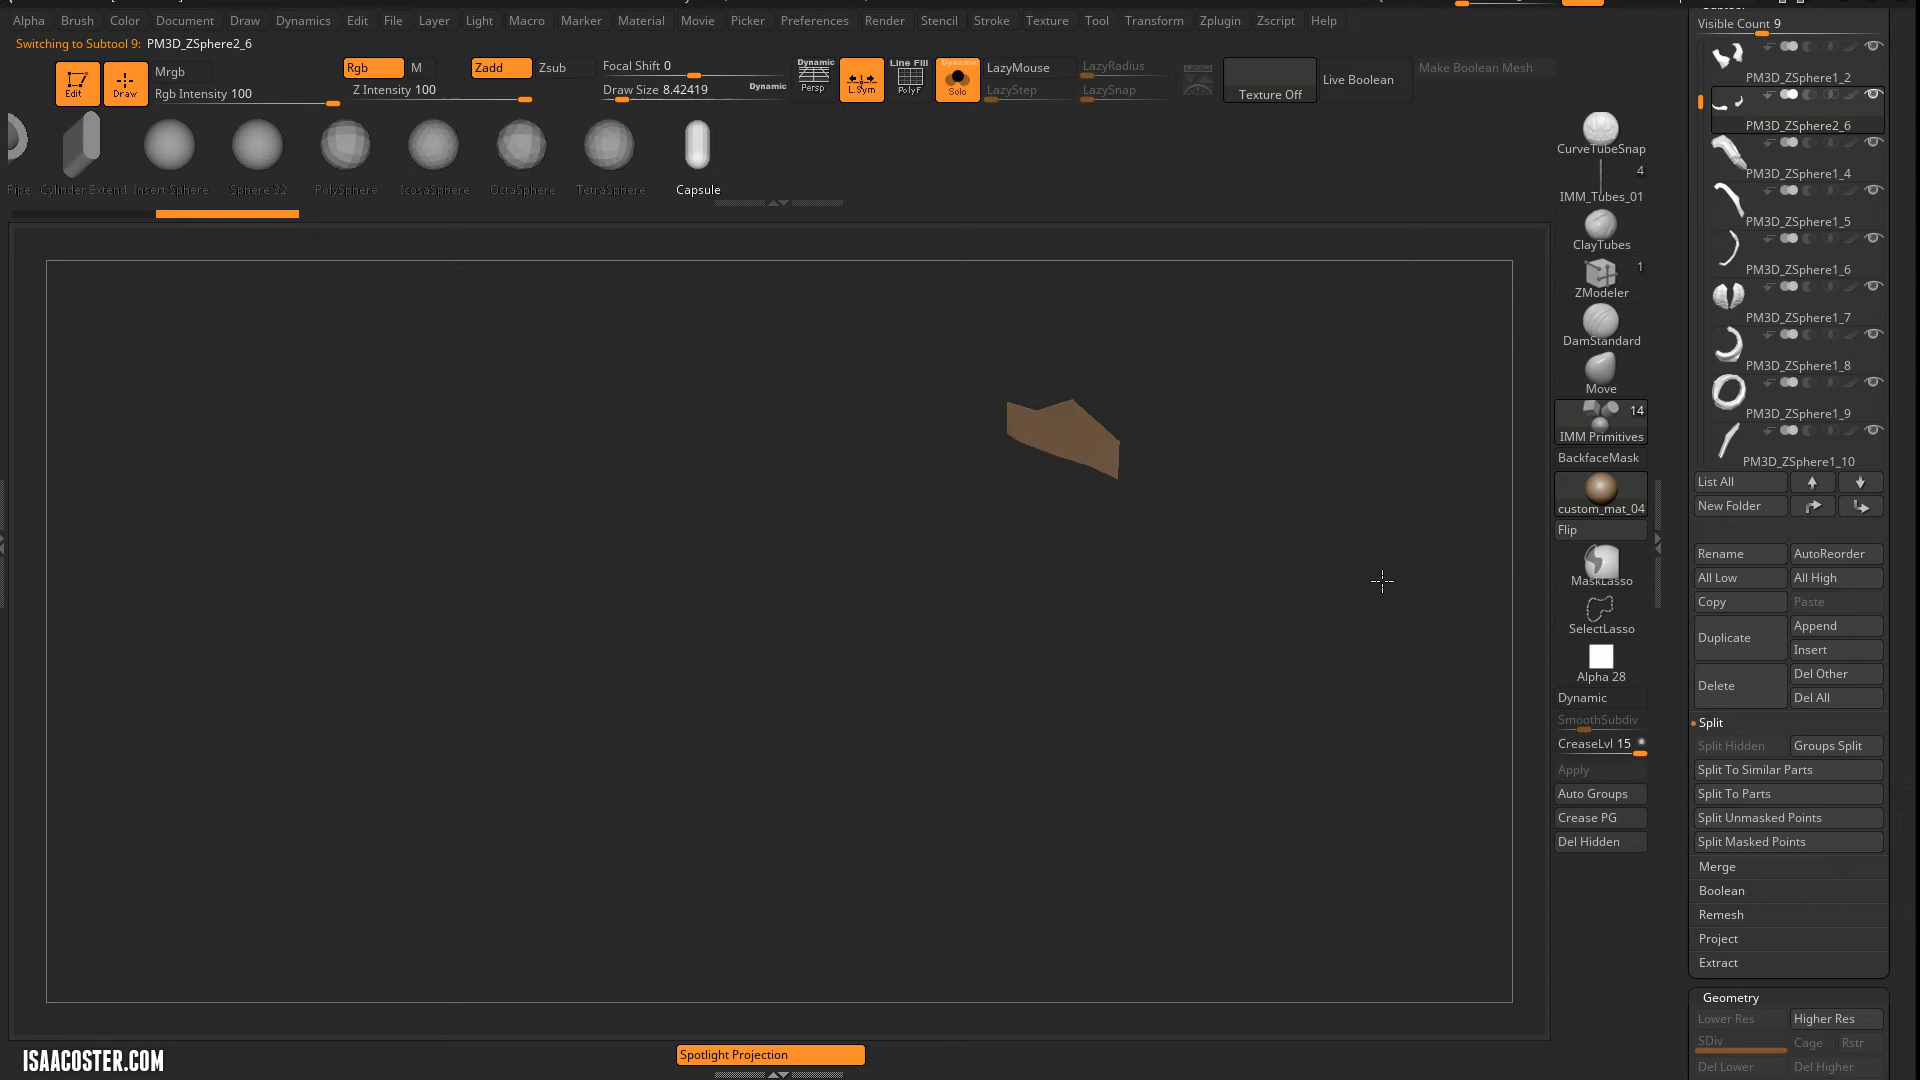 Alpha Brush Color Document Draw Dynamics Edit File Layer Light Macro Marker Material Movie Picker Preferences Render Stencil Stroke Texture Tool Transform Zplugin Zscript Help
Switching to Subtool 9: PM3D_ZSphere2_6
Edit
Draw
Mrgb
Rgb Intensity 100
Rgb
M
Z Intensity 100
Zadd
Zsub
Focal Shift 0
Draw Size 8.42419
Dynamic
Dynamic
Persp
L.Sym
Line Fill
PolyF
Dynamic
Solo
LazyMouse
LazyStep
LazyRadius
LazySnap
Texture Off
Live Boolean
Make Boolean Mesh
Pipe
Cylinder Extend
Insert Sphere
Sphere 32
PolySphere
IcosaSphere
OctaSphere
TetraSphere
Capsule
CurveTubeSnap
4
IMM_Tubes_01
ClayTubes
1
ZModeler
DamStandard
Move
14
IMM Primitives
BackfaceMask
custom_mat_04
Flip
MaskLasso
SelectLasso
Alpha 28
Dynamic
SmoothSubdiv
CreaseLvl 15
Apply
Auto Groups
Crease PG
Del Hidden
Visible Count 9
PM3D_ZSphere1_2
PM3D_ZSphere2_6
PM3D_ZSphere1_4
PM3D_ZSphere1_5
PM3D_ZSphere1_6
PM3D_ZSphere1_7
PM3D_ZSphere1_8
PM3D_ZSphere1_9
PM3D_ZSphere1_10
List All
New Folder
Rename AutoReorder
All Low All High
Copy Paste
Duplicate Append
Insert
Delete Del Other
Del All
Split
Split Hidden Groups Split
Split To Similar Parts
Split To Parts
Split Unmasked Points
Split Masked Points
Merge
Boolean
Remesh
Project
Extract
Geometry
Lower Res Higher Res
SDiv Cage Rstr
Del Lower Del Higher
Spotlight Projection
ISAACOSTER.COM